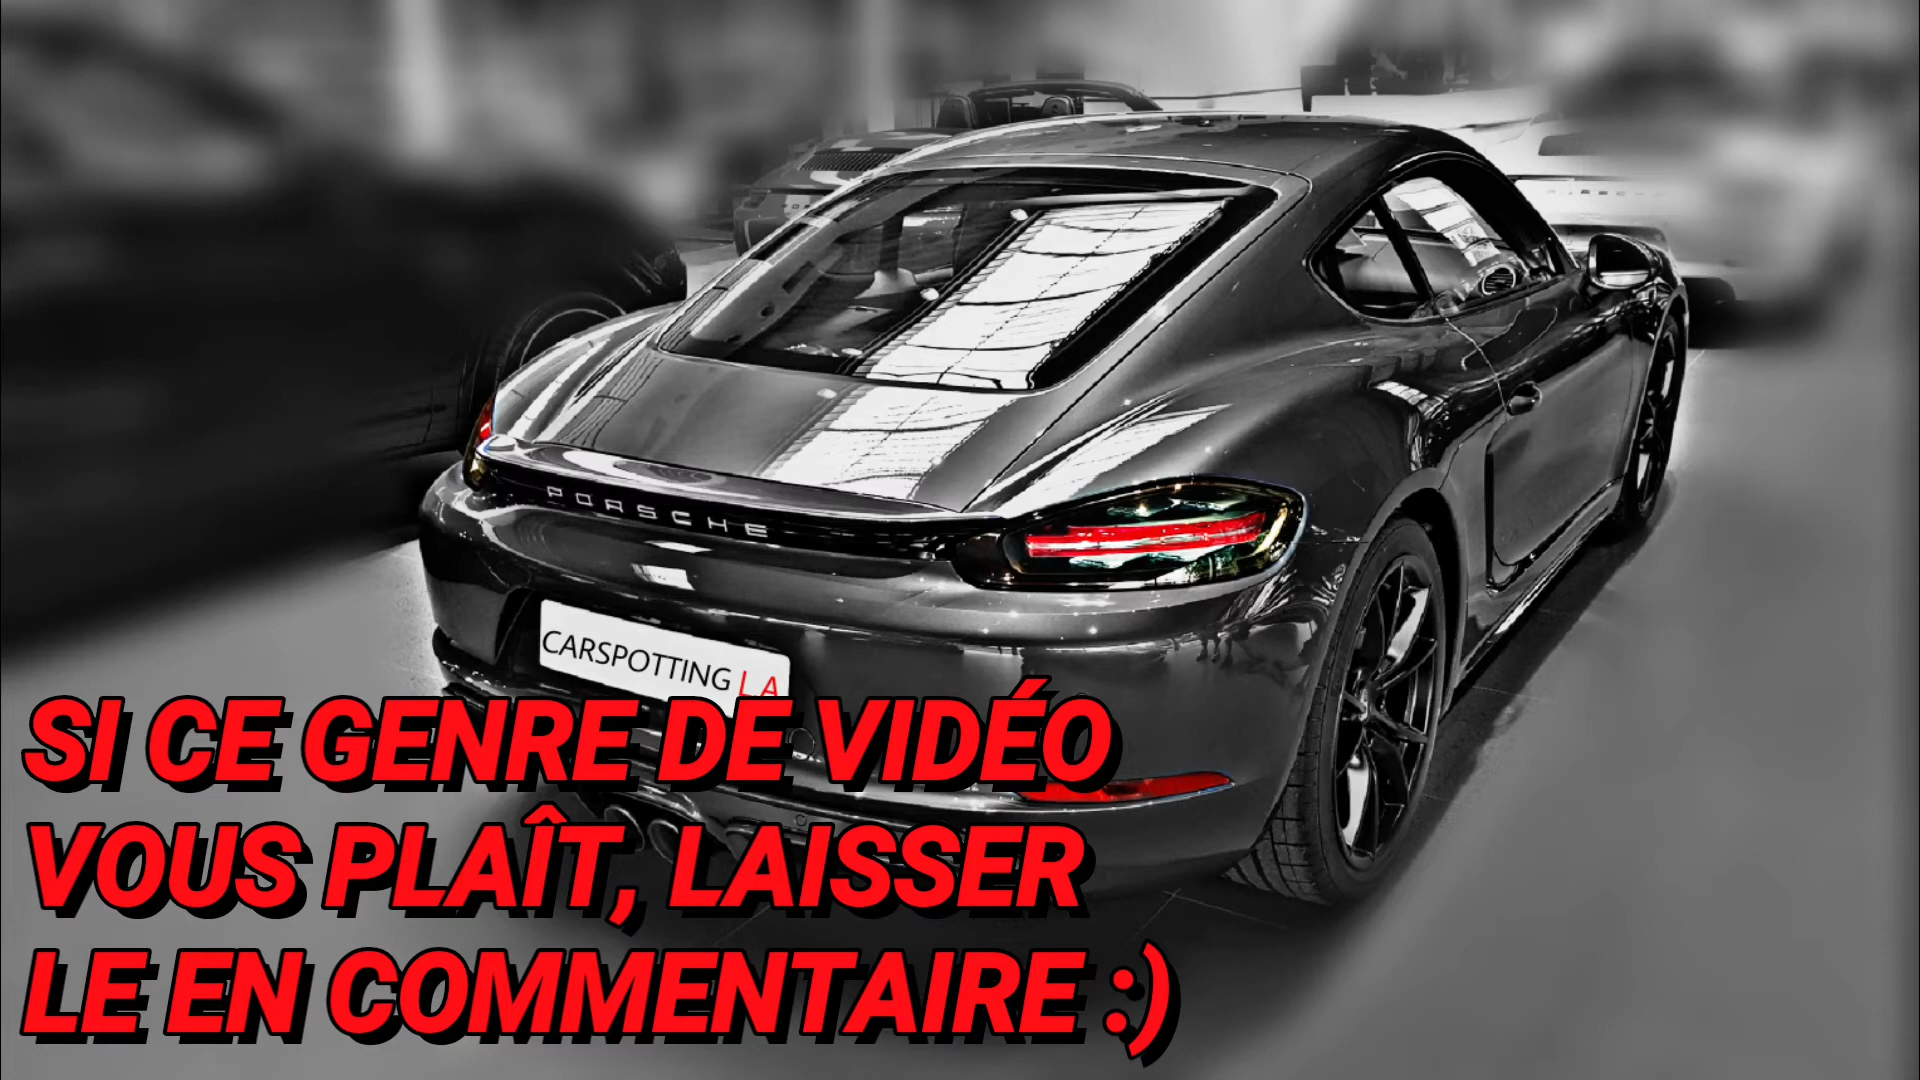 PORSCHE
CARSPOTTING LA
SI CE GENRE DE VIDÉO
VOUS PLAÎT, LAISSER
LE EN COMMENTAIRE :)